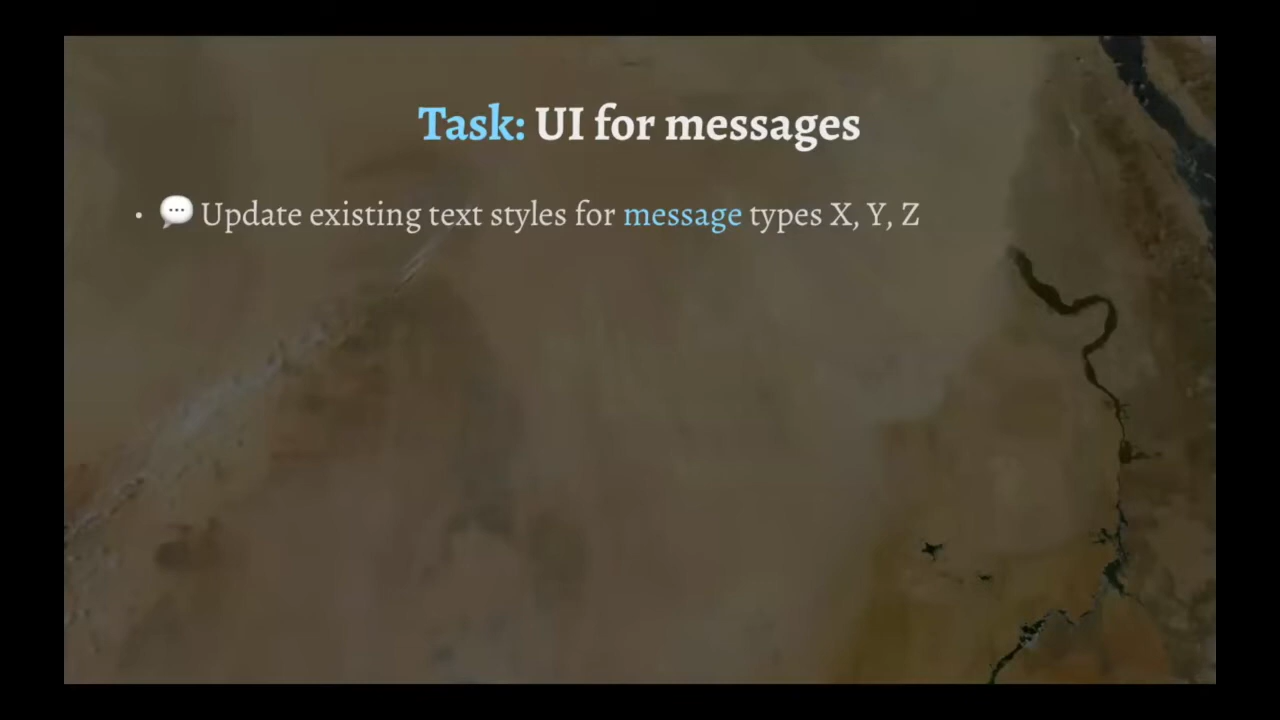 Task: UI for messages
• 💬 Update existing text styles for message types X, Y, Z